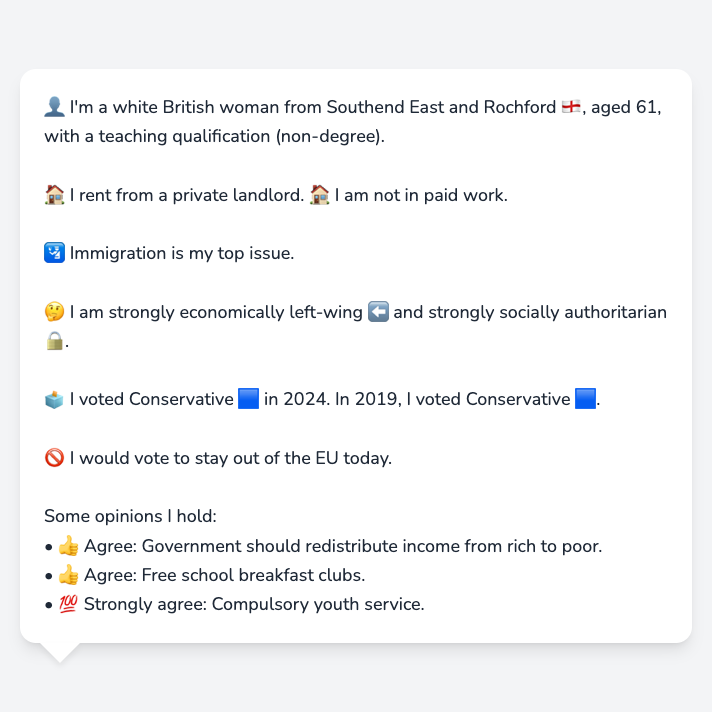 👤 I'm a white British woman from Southend East and Rochford 🏴󠁧󠁢󠁥󠁮󠁧󠁿, aged 61,
with a teaching qualification (non-degree).
🏠 I rent from a private landlord. 🏠 I am not in paid work.
🛂 Immigration is my top issue.
🤔 I am strongly economically left-wing ⬅️ and strongly socially authoritarian
🔒.
🗳️ I voted Conservative 🟦 in 2024. In 2019, I voted Conservative 🟦.
🚫 I would vote to stay out of the EU today.
Some opinions I hold:
• 👍 Agree: Government should redistribute income from rich to poor.
• 👍 Agree: Free school breakfast clubs.
• 💯 Strongly agree: Compulsory youth service.